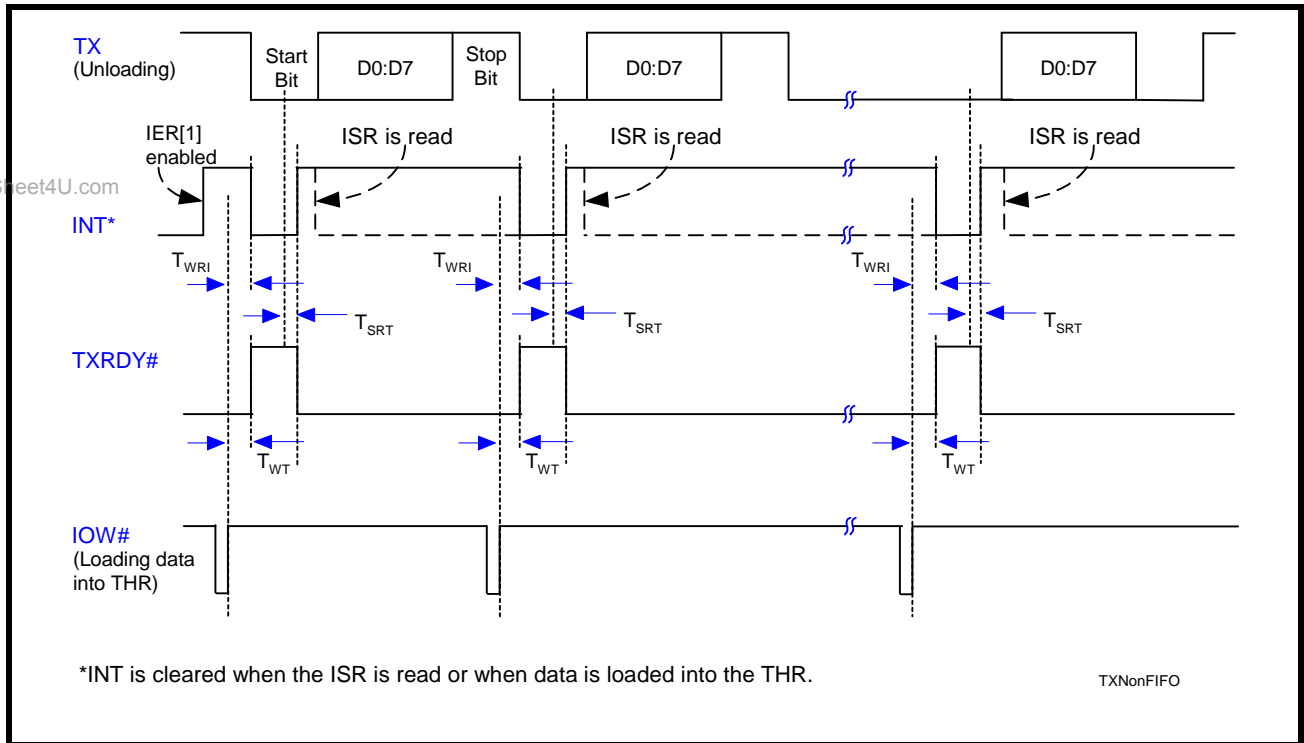 TX
(Unloading)
Start
Bit
D0:D7
Stop
Bit
D0:D7
D0:D7
IER[1]
enabled
ISR is read
ISR is read
ISR is read
heet4U.com
INT*
TWRI
TWRI
TWRI
TSRT
TSRT
TSRT
TXRDY#
TWT
TWT
TWT
IOW#
(Loading data
into THR)
*INT is cleared when the ISR is read or when data is loaded into the THR.
TXNonFIFO